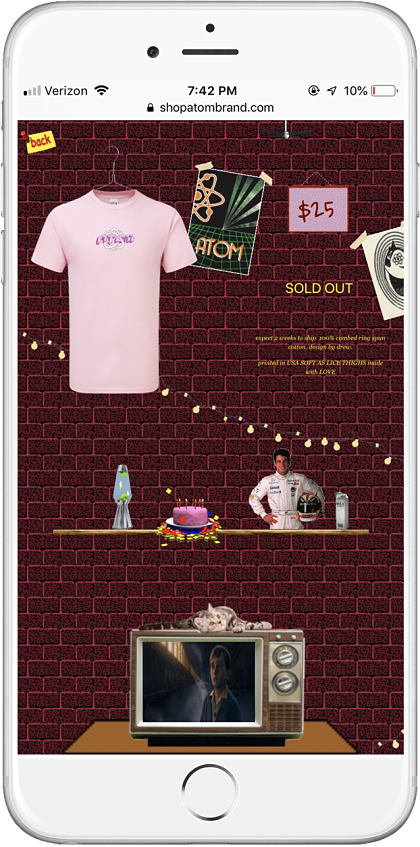 Verizon 7:42 PM 10%
shopatombrand.com
back
$25
ATOM
SOLD OUT
expect 2 weeks to ship. 100% combed ring spun
cotton. design by drew.
printed in USA SOFT AS LICK THIGHS made
with LOVE